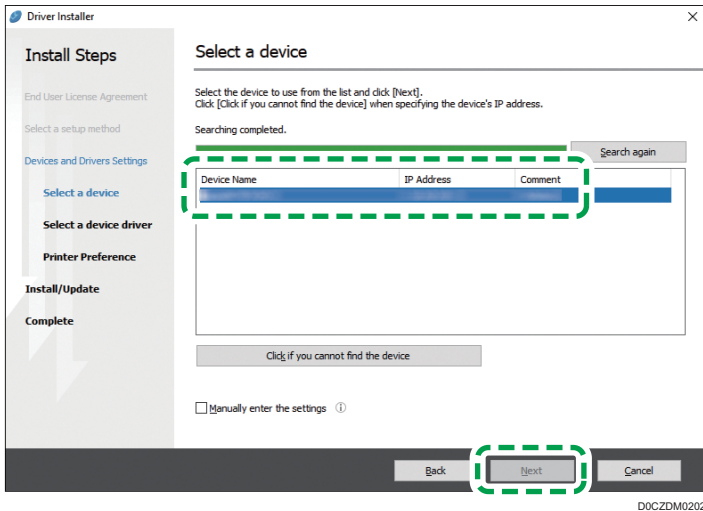 Driver Installer
Install Steps
End User License Agreement
Select a setup method
Devices and Drivers Settings
Select a device
Select a device driver
Printer Preference
Install/Update
Complete
Select a device
Select the device to use from the list and click [Next].
Click [Click if you cannot find the device] when specifying the device's IP address.
Searching completed.
Search again
Device Name IP Address Comment
Click if you cannot find the device
Manually enter the settings
Back Next Cancel
D0CZDM0202